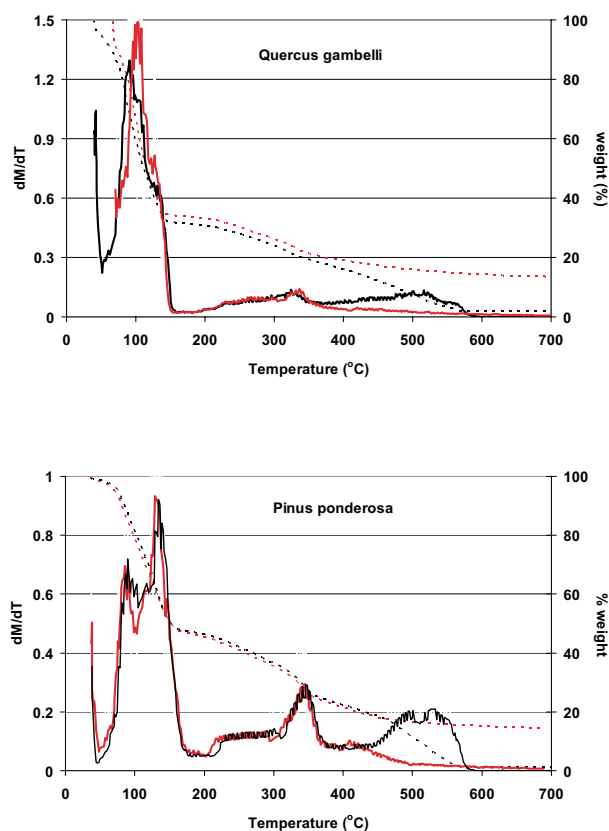 Quercus gambelli
1.5
1.2
0.9
0.6
0.3
0
dM/dT
100
80
60
40
20
0
weight (%)
0 100 200 300 400 500 600 700
Temperature (°C)
Pinus ponderosa
1
0.8
0.6
0.4
0.2
0
dM/dT
100
80
60
40
20
0
% weight
0 100 200 300 400 500 600 700
Temperature (°C)